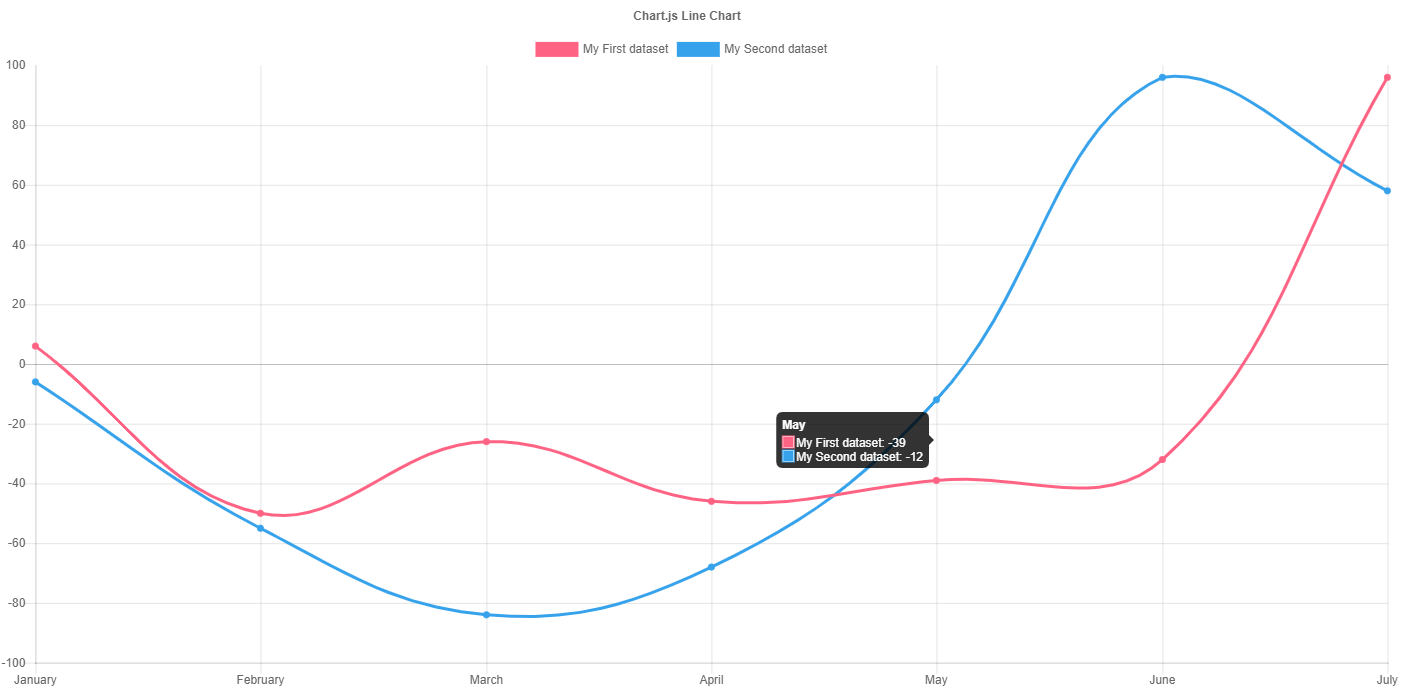 Chart.js Line Chart
My First dataset My Second dataset
100
80
60
40
20
0
-20
May
My First dataset: -39
My Second dataset: -12
-40
-60
-80
-100
January February March April May June July